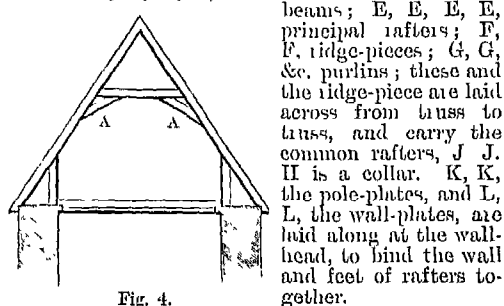 beams; E, E, E, E,
principal rafters; F,
F, ridge-pieces; G, G,
&c. purlins; these and
the ridge-piece are laid
across from truss to
truss, and carry the
common rafters, J J.
H is a collar. K, K,
the pole-plates, and L,
L, the wall-plates, are
laid along at the wall-
head, to bind the wall
and feet of rafters to-
gether.
A A
Fig. 4.